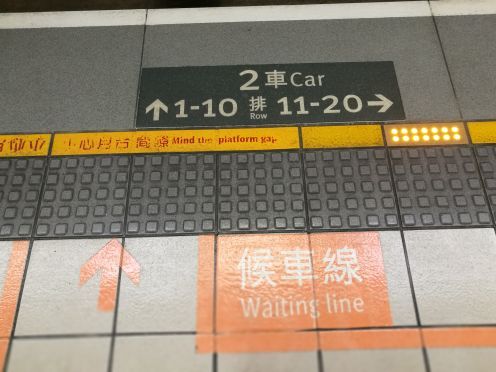 2車Car
↑1-10 排 Row 11-20→
小心月台間隙 Mind the platform gap
候車線
Waiting line